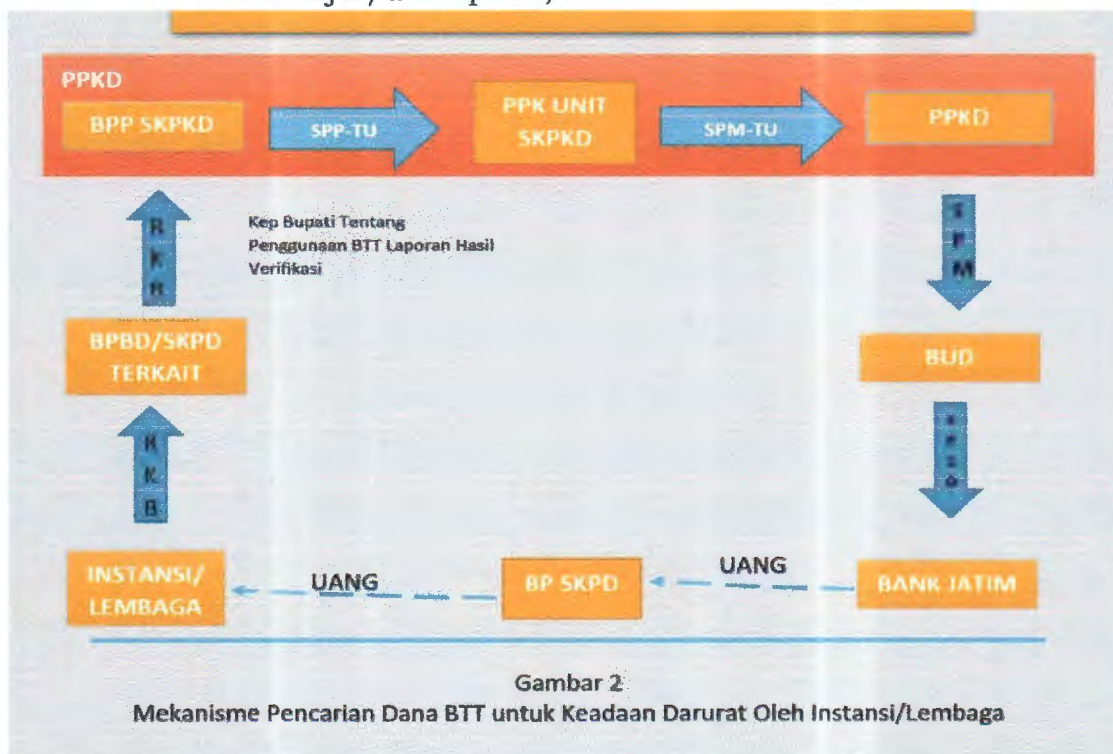 PPKD
BPP SKPKD
SPP-TU
PPK UNIT
SKPKD
SPM-TU
PPKD
RKB
Kep Bupati Tentang
Penggunaan BTT Laporan Hasil
Verifikasi
BPBD/SKPD
TERKAIT
BUD
RKB
INSTANSI/
LEMBAGA
UANG
BP SKPD
UANG
BANK JATIM
Gambar 2
Mekanisme Pencarian Dana BTT untuk Keadaan Darurat Oleh Instansi/Lembaga